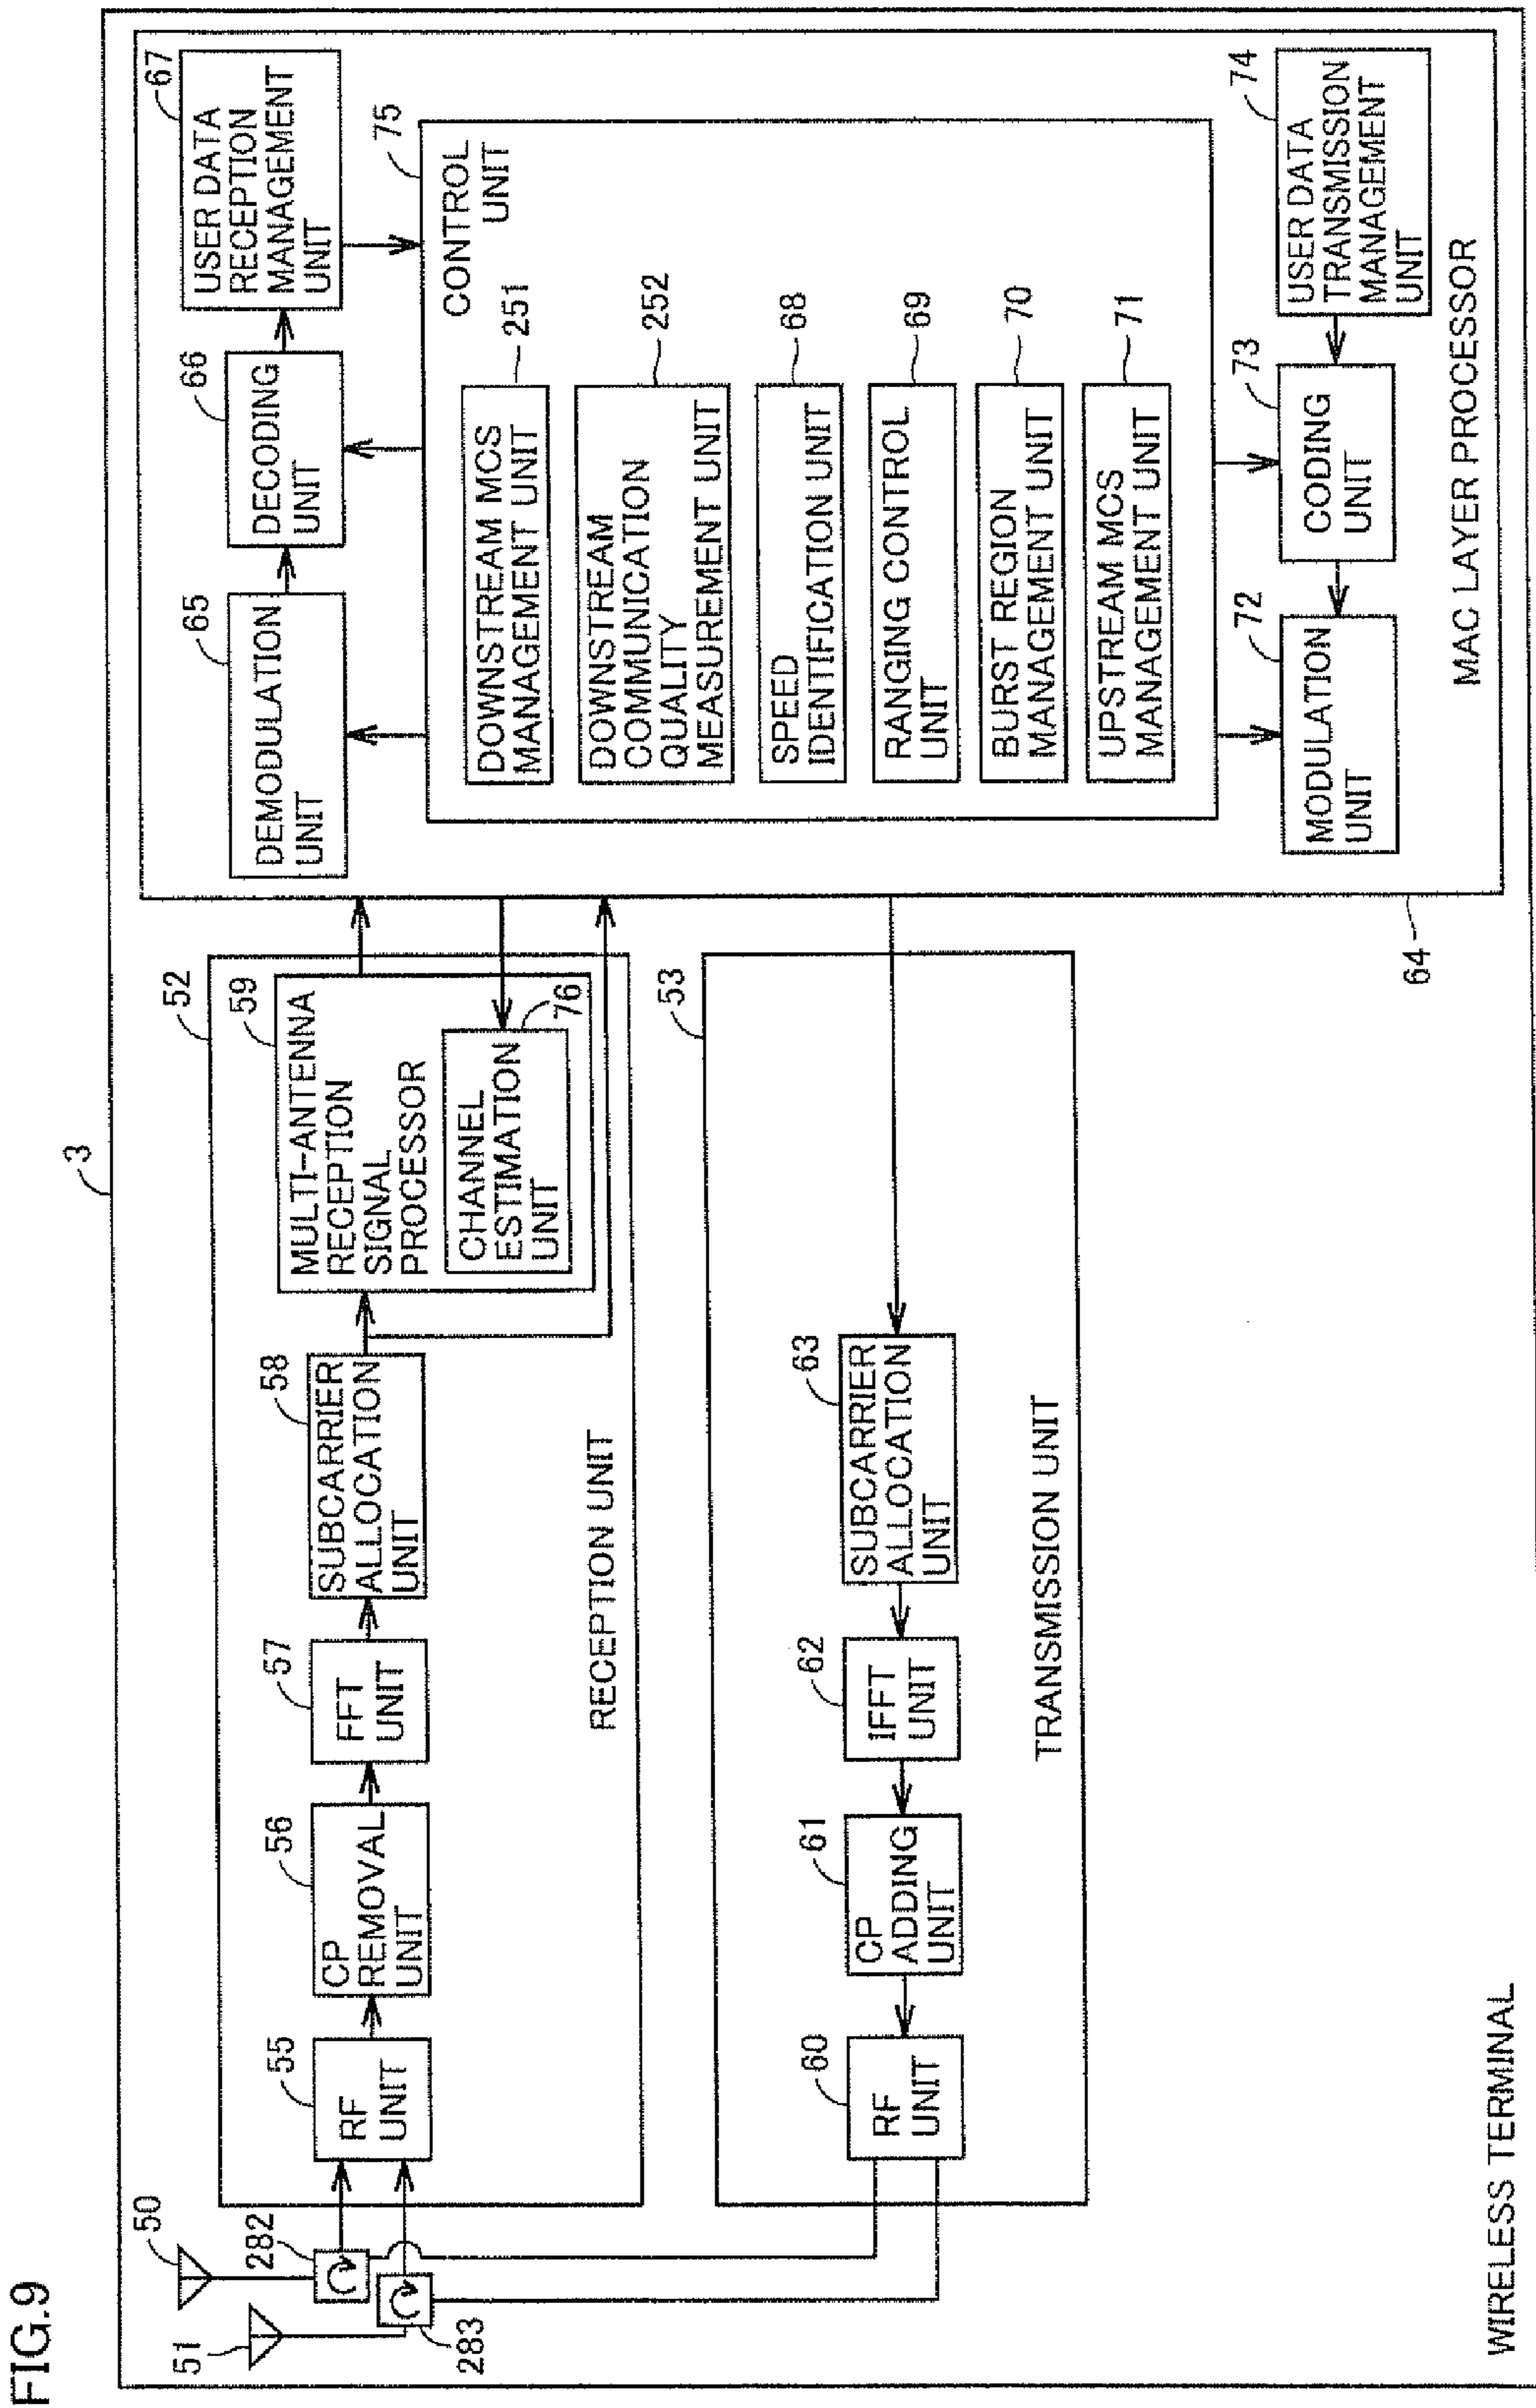 FIG.9
3
50
51
282
283
52
55
RF
UNIT
56
CP
REMOVAL
UNIT
57
FFT
UNIT
58
SUBCARRIER
ALLOCATION
UNIT
59
MULTI-ANTENNA
RECEPTION
SIGNAL
PROCESSOR
76
CHANNEL
ESTIMATION
UNIT
RECEPTION UNIT
53
60
RF
UNIT
61
CP
ADDING
UNIT
62
IFFT
UNIT
63
SUBCARRIER
ALLOCATION
UNIT
TRANSMISSION UNIT
65
DEMODULATION
UNIT
66
DECODING
UNIT
67
USER DATA
RECEPTION
MANAGEMENT
UNIT
75
CONTROL
UNIT
DOWNSTREAM MCS
MANAGEMENT UNIT
251
DOWNSTREAM
COMMUNICATION
QUALITY
MEASUREMENT UNIT
252
SPEED
IDENTIFICATION UNIT
68
RANGING CONTROL
UNIT
69
BURST REGION
MANAGEMENT UNIT
70
UPSTREAM MCS
MANAGEMENT UNIT
71
72
MODULATION
UNIT
73
CODING
UNIT
74
USER DATA
TRANSMISSION
MANAGEMENT
UNIT
MAC LAYER PROCESSOR
64
WIRELESS TERMINAL